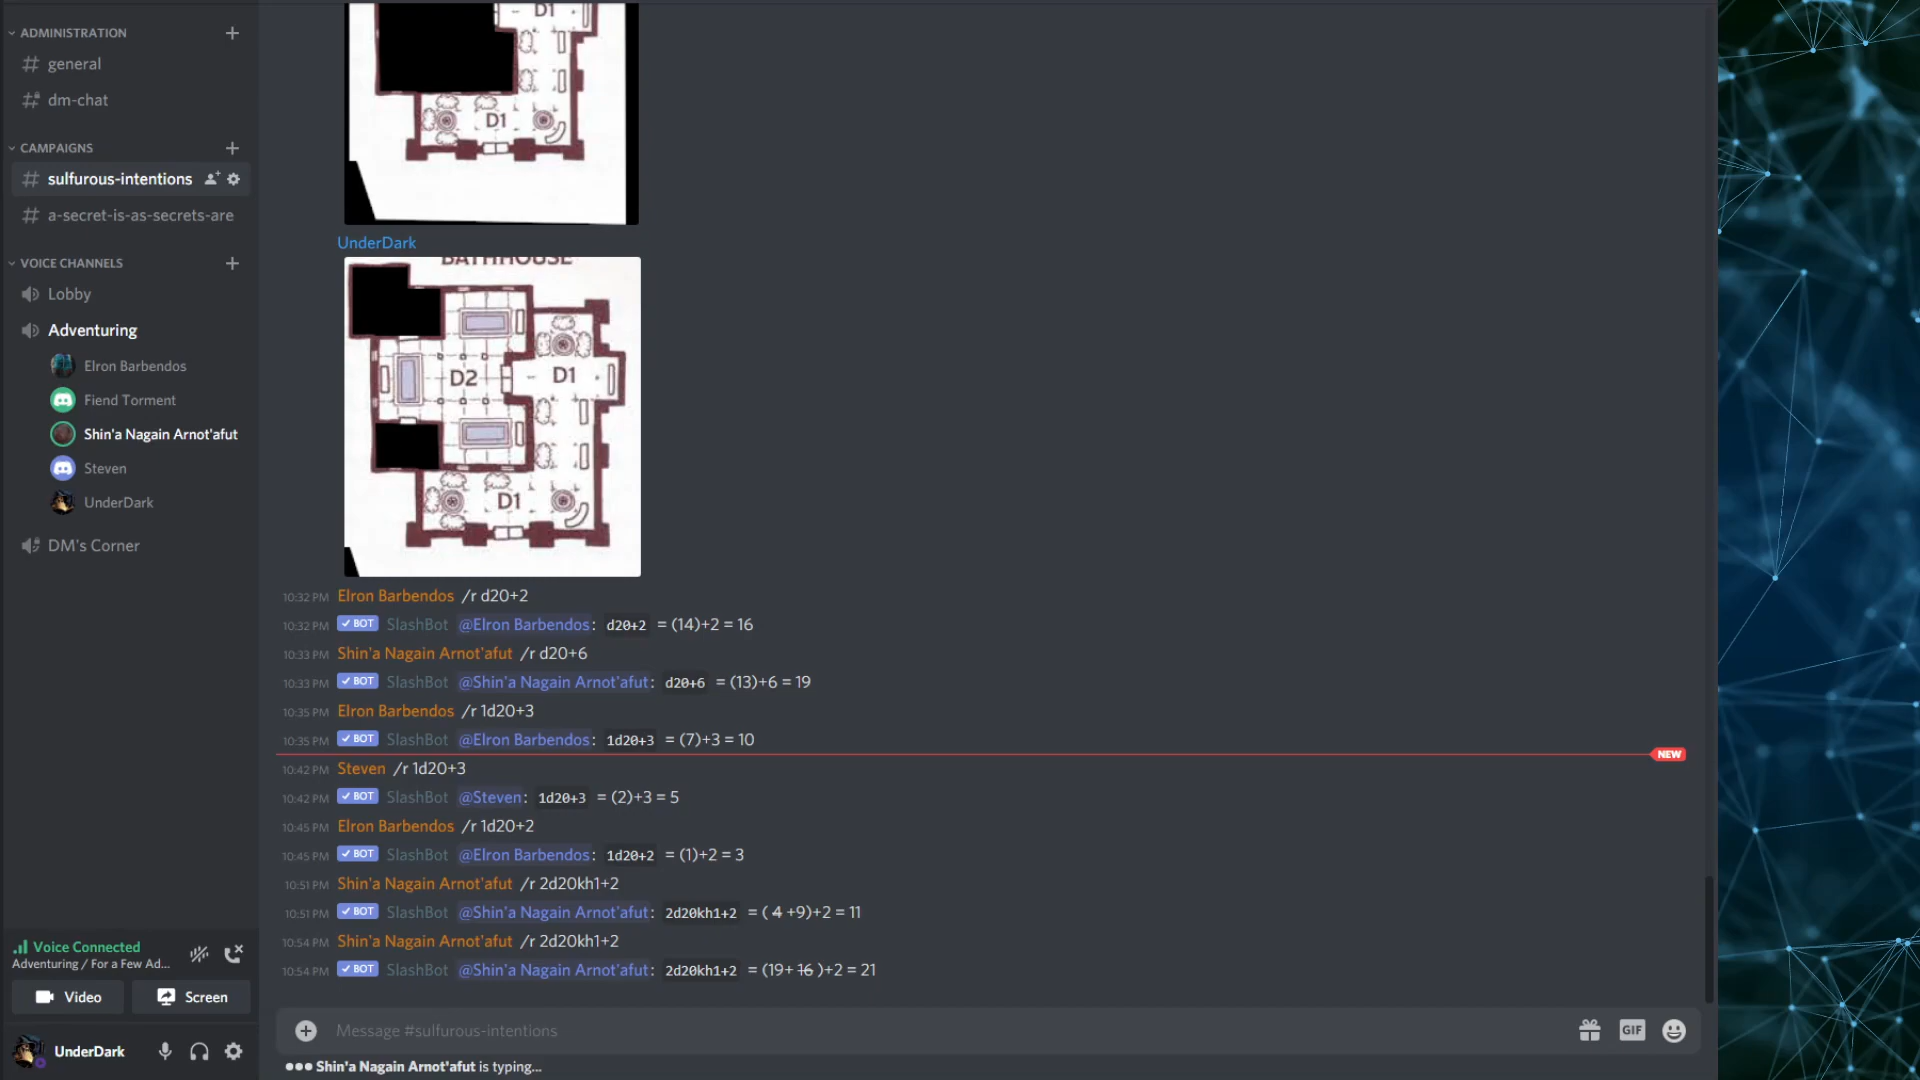 ADMINISTRATION
general
dm-chat
CAMPAIGNS
sulfurous-intentions
a-secret-is-as-secrets-are
VOICE CHANNELS
Lobby
Adventuring
Elron Barbendos
Fiend Torment
Shin'a Nagain Arnot'afut
Steven
UnderDark
DM's Corner
Voice Connected
Adventuring / For a Few Ad...
Video
Screen
UnderDark
D1
D1
UnderDark
BATHHOUSE
D2
D1
D1
10:32 PM Elron Barbendos /r d20+2
10:32 PM ✓ BOT SlashBot @Elron Barbendos: d20+2 = (14)+2 = 16
10:33 PM Shin'a Nagain Arnot'afut /r d20+6
10:33 PM ✓ BOT SlashBot @Shin'a Nagain Arnot'afut: d20+6 = (13)+6 = 19
10:35 PM Elron Barbendos /r 1d20+3
10:35 PM ✓ BOT SlashBot @Elron Barbendos: 1d20+3 = (7)+3 = 10
NEW
10:42 PM Steven /r 1d20+3
10:42 PM ✓ BOT SlashBot @Steven: 1d20+3 = (2)+3 = 5
10:45 PM Elron Barbendos /r 1d20+2
10:45 PM ✓ BOT SlashBot @Elron Barbendos: 1d20+2 = (1)+2 = 3
10:51 PM Shin'a Nagain Arnot'afut /r 2d20kh1+2
10:51 PM ✓ BOT SlashBot @Shin'a Nagain Arnot'afut: 2d20kh1+2 = ( 4 +9)+2 = 11
10:54 PM Shin'a Nagain Arnot'afut /r 2d20kh1+2
10:54 PM ✓ BOT SlashBot @Shin'a Nagain Arnot'afut: 2d20kh1+2 = (19+ 16 )+2 = 21
Message #sulfurous-intentions
GIF
Shin'a Nagain Arnot'afut is typing...